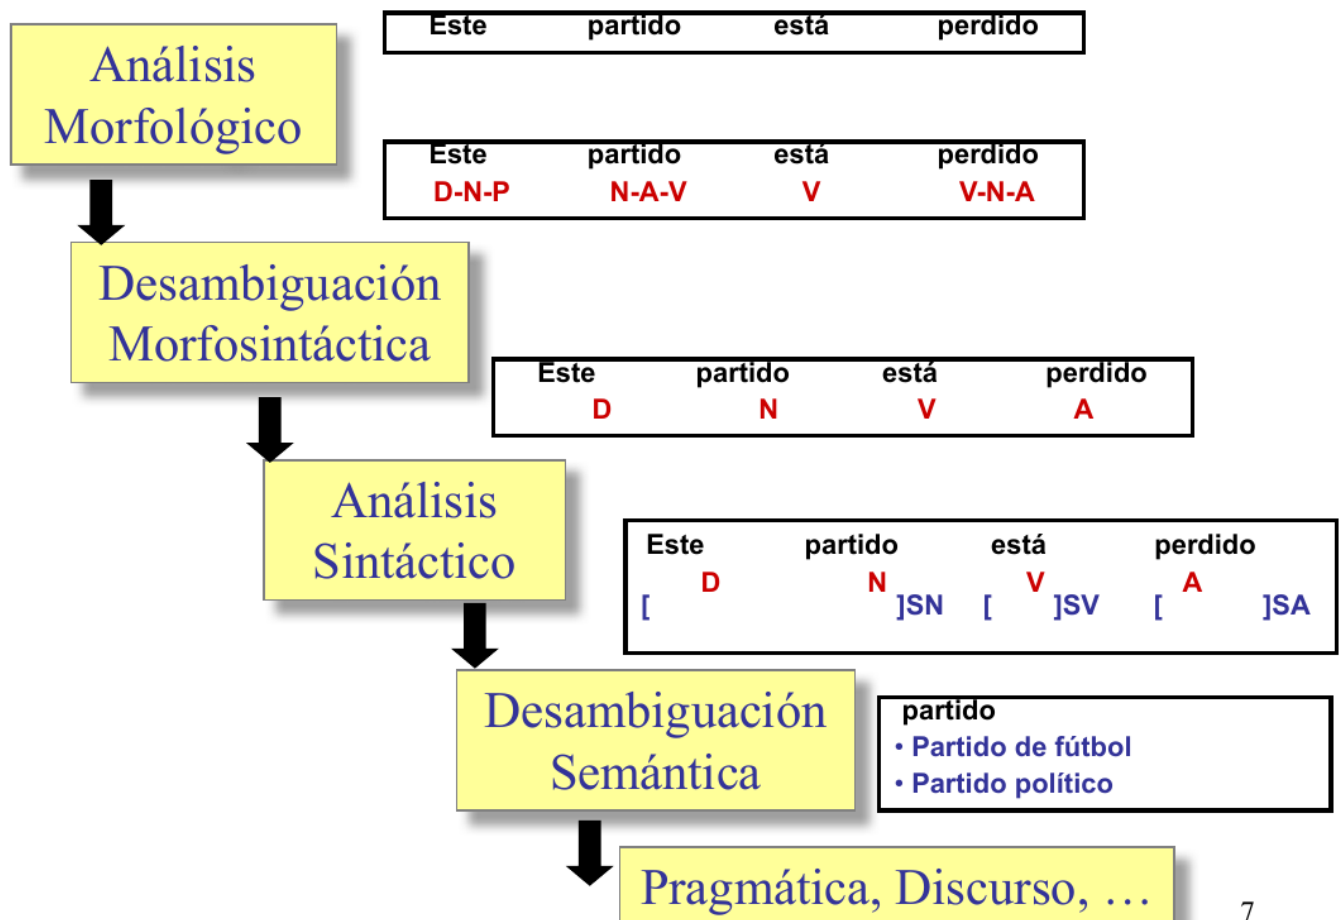 Este partido está perdido
Análisis
Morfológico
Este partido está perdido
D-N-P N-A-V V V-N-A
Desambiguación
Morfosintáctica
Este partido está perdido
D N V A
Análisis
Sintáctico
Este partido está perdido
D N V A
[ ]SN [ ]SV [ ]SA
Desambiguación
Semántica
partido
• Partido de fútbol
• Partido político
Pragmática, Discurso, …
7